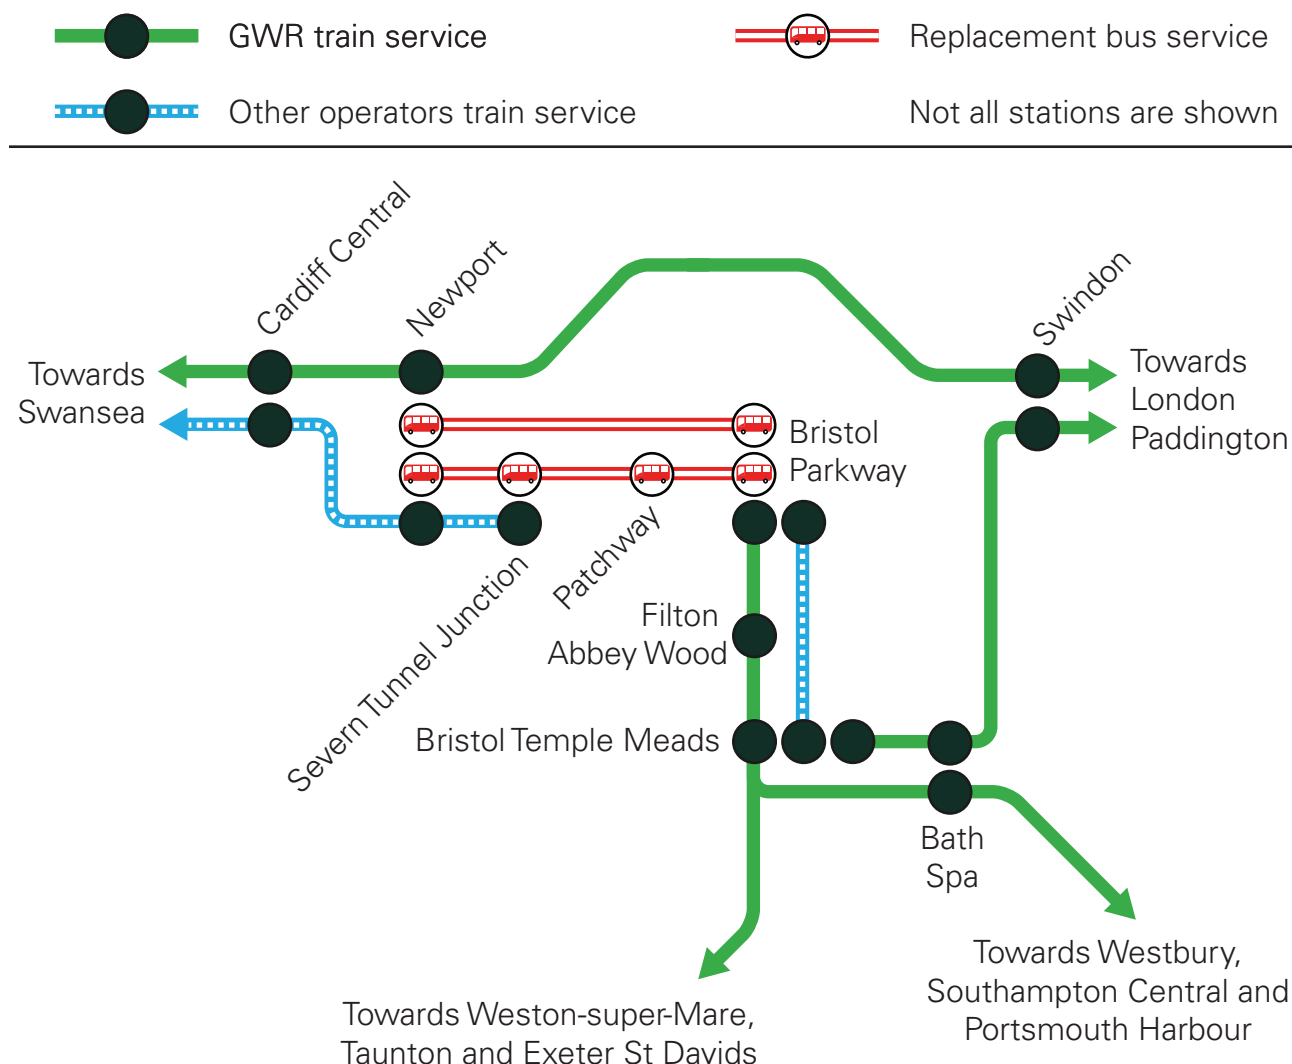 GWR train service
Replacement bus service
Other operators train service
Not all stations are shown
Cardiff Central
Newport
Swindon
Towards
Swansea
Towards
London
Paddington
Bristol
Parkway
Patchway
Severn Tunnel Junction
Filton
Abbey Wood
Bristol Temple Meads
Bath
Spa
Towards Westbury,
Southampton Central and
Portsmouth Harbour
Towards Weston-super-Mare,
Taunton and Exeter St Davids